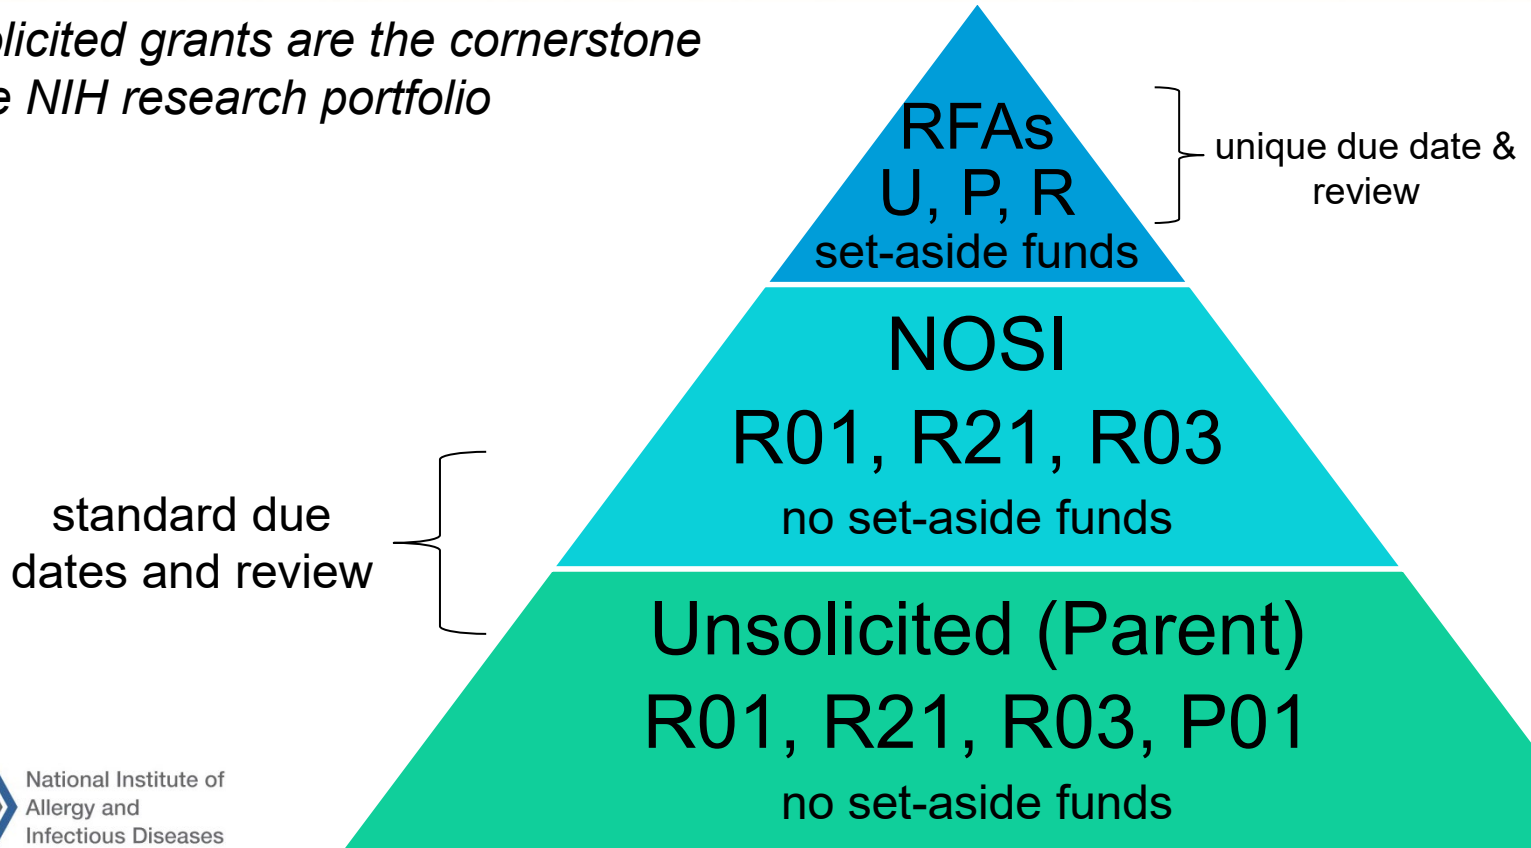 olicited grants are the cornerstone
e NIH research portfolio
RFAs
U, P, R
set-aside funds
unique due date &
review
NOSI
R01, R21, R03
no set-aside funds
standard due
dates and review
Unsolicited (Parent)
R01, R21, R03, P01
no set-aside funds
National Institute of
Allergy and
Infectious Diseases